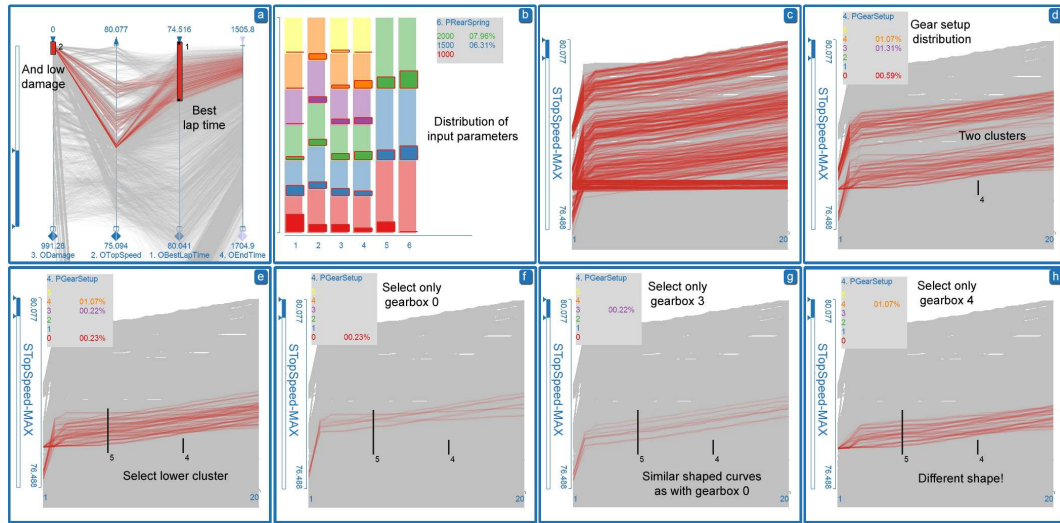 a
0
80.077
74.516
1505.8
2
1
And low
damage
Best
lap time
991.28
75.094
80.041
1704.9
3. ODamage
2. OTopSpeed
1. OBestLapTime
4. OEndTime
b
6. PRearSpring
2000 07.96%
1500 06.31%
1000
Distribution of
input parameters
1 2 3 4 5 6
c
80.077
STopSpeed-MAX
76.488
1
20
d
4. PGearSetup
4 01.07%
3 01.31%
2
1
0 00.59%
Gear setup
distribution
80.077
STopSpeed-MAX
76.488
Two clusters
4
1
20
e
4. PGearSetup
4 01.07%
3 00.22%
2
1
0 00.23%
80.077
STopSpeed-MAX
76.488
5
4
Select lower cluster
1
20
f
4. PGearSetup
4
3
2
1
0 00.23%
Select only
gearbox 0
80.077
STopSpeed-MAX
76.488
5
4
1
20
g
4. PGearSetup
4
3 00.22%
2
1
0
Select only
gearbox 3
80.077
STopSpeed-MAX
76.488
5
4
Similar shaped curves
as with gearbox 0
1
20
h
4. PGearSetup
4 01.07%
3
2
1
0
Select only
gearbox 4
80.077
STopSpeed-MAX
76.488
5
4
Different shape!
1
20